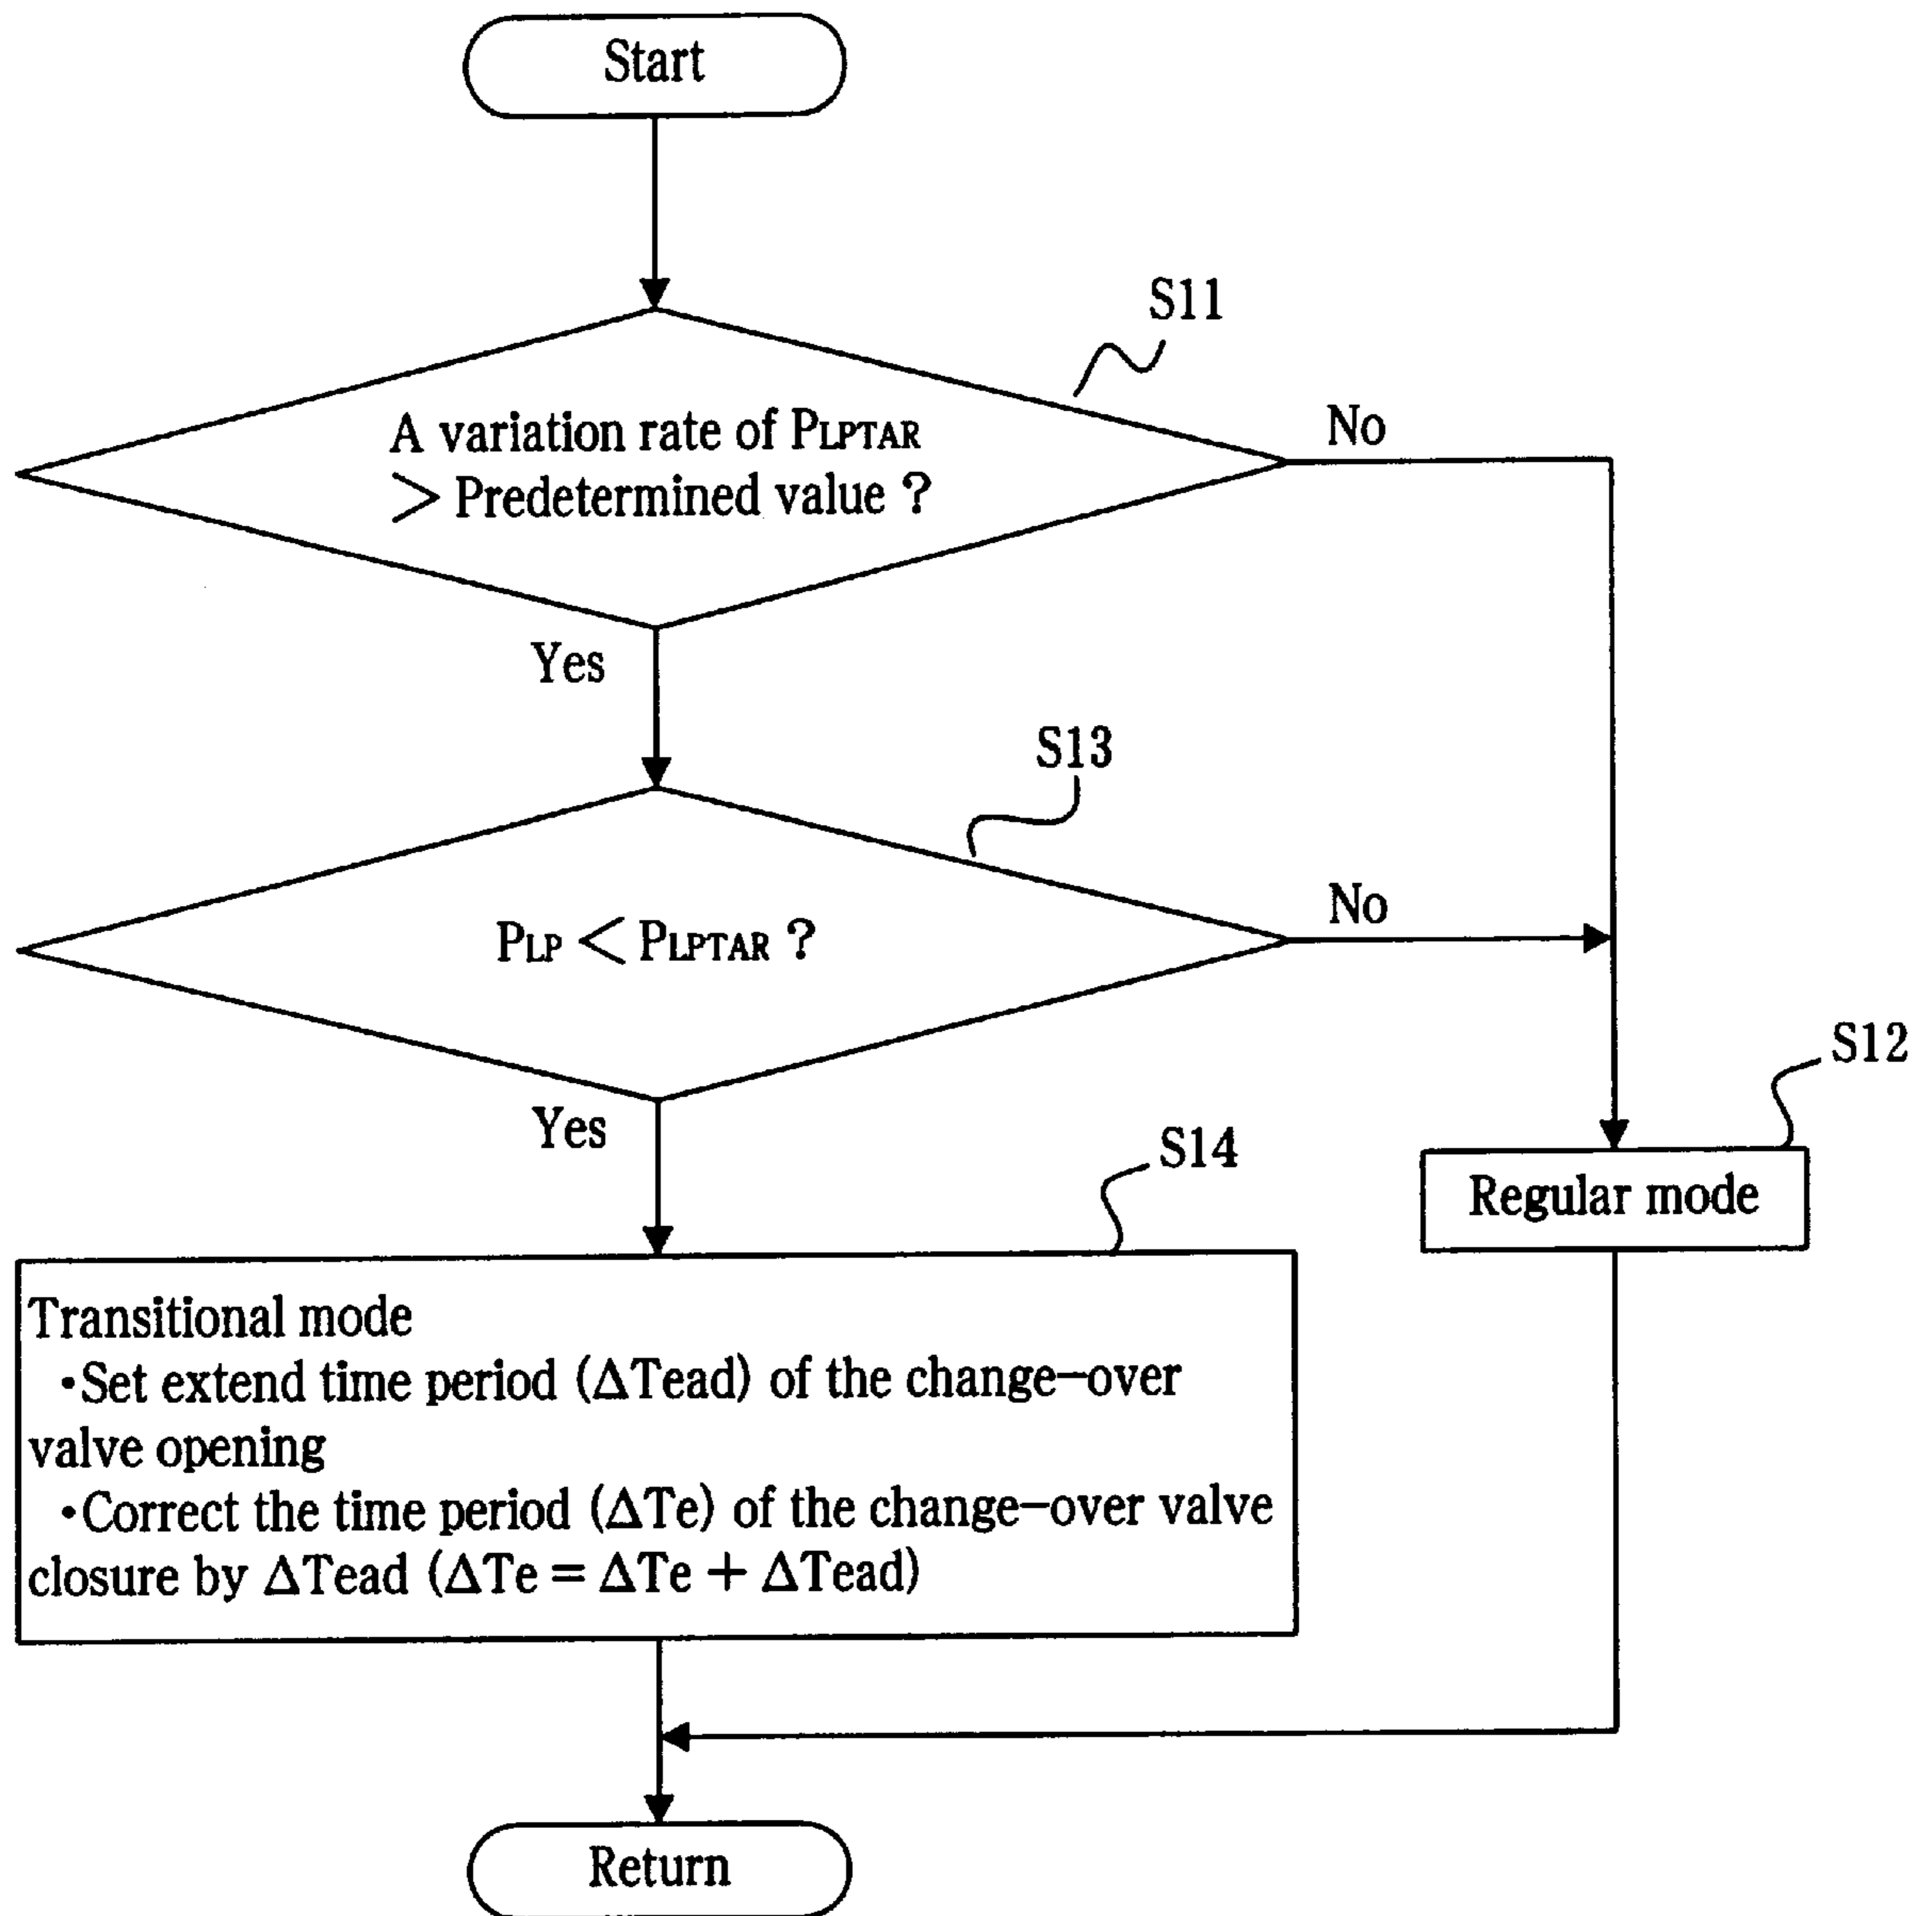 Start
S11
A variation rate of PLPTAR
> Predetermined value ?
No
Yes
S13
PLP < PLPTAR ?
No
Yes
S12
Regular mode
S14
Transitional mode
・Set extend time period (ΔTead) of the change-over
valve opening
・Correct the time period (ΔTe) of the change-over valve
closure by ΔTead (ΔTe = ΔTe + ΔTead)
Return